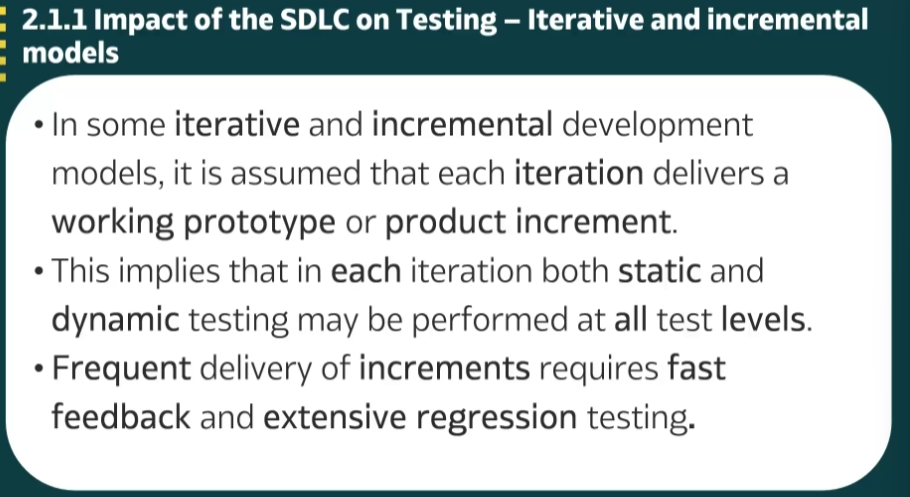 2.1.1 Impact of the SDLC on Testing – Iterative and incremental
models
• In some iterative and incremental development
models, it is assumed that each iteration delivers a
working prototype or product increment.
• This implies that in each iteration both static and
dynamic testing may be performed at all test levels.
• Frequent delivery of increments requires fast
feedback and extensive regression testing.